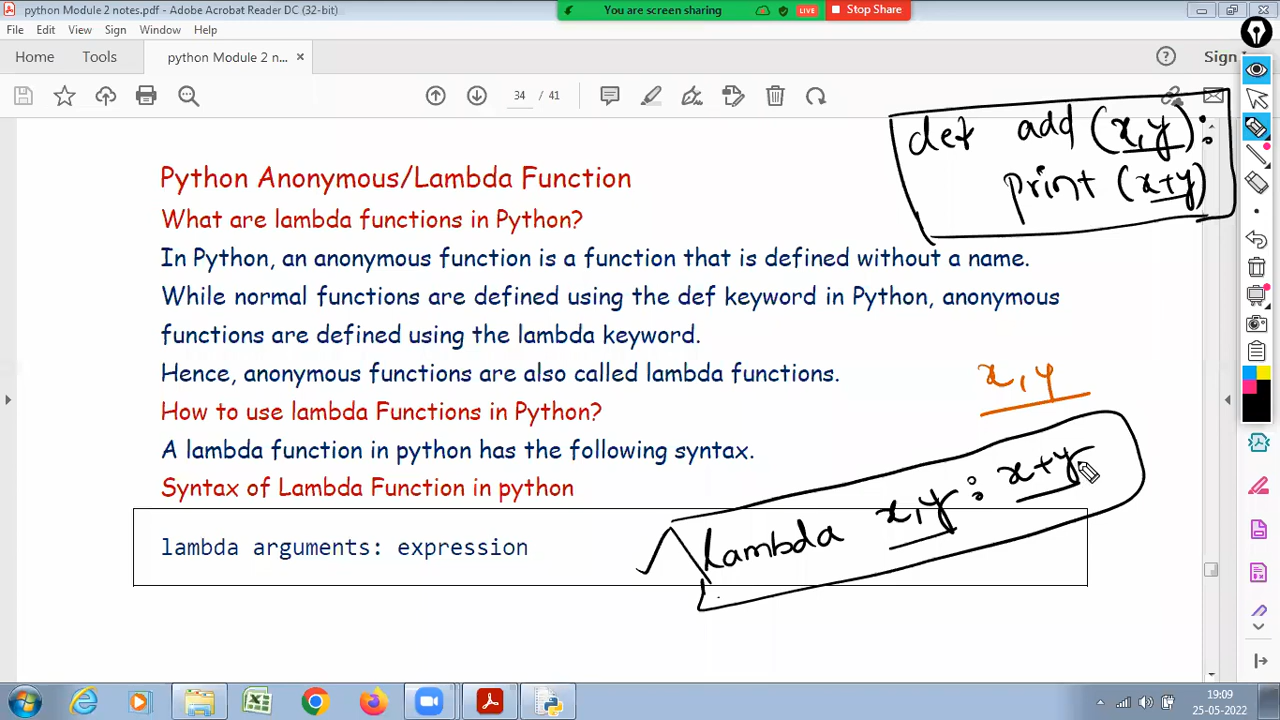 python Module 2 notes.pdf - Adobe Acrobat Reader DC (32-bit)
You are screen sharing
LIVE
Stop Share
File Edit View Sign Window Help
Home Tools python Module 2 n... ×
? Sign
34 / 41
def add (x,y):
print (x+y)
Python Anonymous/Lambda Function
What are lambda functions in Python?
In Python, an anonymous function is a function that is defined without a name.
While normal functions are defined using the def keyword in Python, anonymous
functions are defined using the lambda keyword.
Hence, anonymous functions are also called lambda functions.
x,y
How to use lambda Functions in Python?
A lambda function in python has the following syntax.
Syntax of Lambda Function in python
lambda x,y: x+y
lambda arguments: expression
19:09
25-05-2022